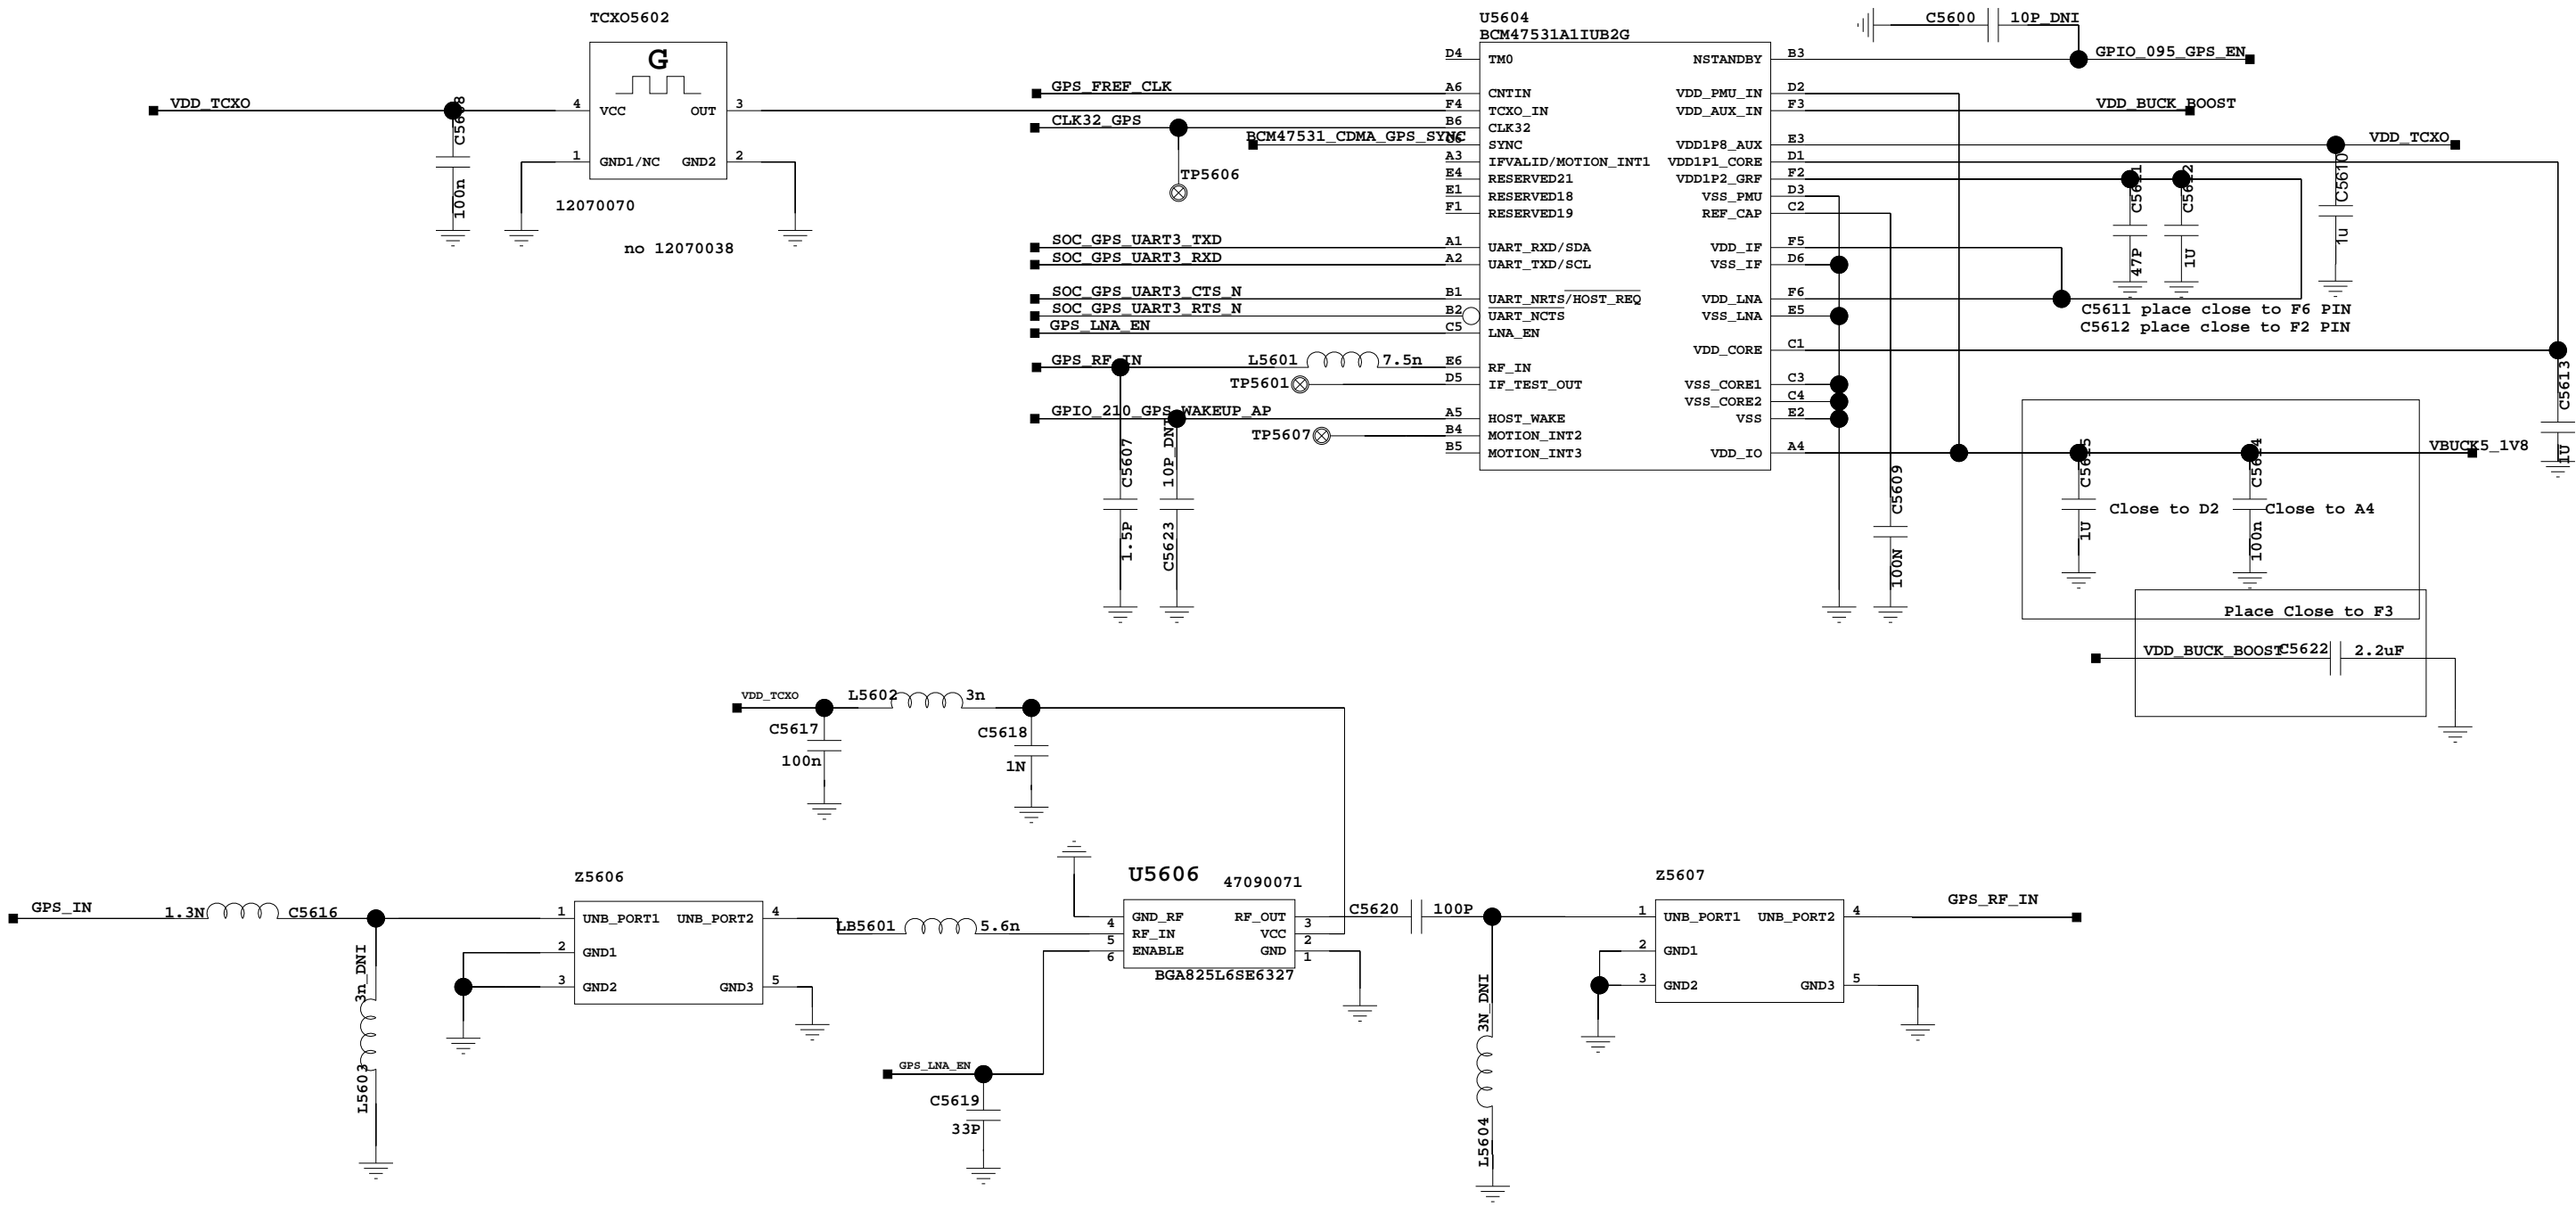 TCXO5602
G
VDD_TCXO
4 VCC OUT 3
1 GND1/NC GND2 2
100n
12070070
no 12070038
U5604
BCM47531A1IUB2G
C5600 10P_DNI
D4 TM0 NSTANDBY B3 GPIO_095_GPS_EN
GPS_FREF_CLK A6 CNTIN VDD_PMU_IN D2
F4 TCXO_IN VDD_AUX_IN F3 VDD_BUCK_BOOST
CLK32_GPS B6 CLK32
BCM47531_CDMA_GPS_SYNC C6 SYNC VDD1P8_AUX E3 VDD_TCXO
A3 IFVALID/MOTION_INT1 VDD1P1_CORE D1
TP5606
E4 RESERVED21 VDD1P2_GRF F2
E1 RESERVED18 VSS_PMU D3
F1 RESERVED19 REF_CAP C2
C5610
1u
47P
1U
SOC_GPS_UART3_TXD A1 UART_RXD/SDA VDD_IF F5
SOC_GPS_UART3_RXD A2 UART_TXD/SCL VSS_IF D6
SOC_GPS_UART3_CTS_N B1 UART_NRTS/HOST_REQ VDD_LNA F6
SOC_GPS_UART3_RTS_N B2 UART_NCTS VSS_LNA E5
C5611 place close to F6 PIN
C5612 place close to F2 PIN
GPS_LNA_EN C5 LNA_EN
VDD_CORE C1
GPS_RF_IN L5601 7.5n E6 RF_IN
TP5601 D5 IF_TEST_OUT VSS_CORE1 C3
VSS_CORE2 C4
GPIO_210_GPS_WAKEUP_AP A5 HOST_WAKE VSS E2
TP5607 B4 MOTION_INT2
B5 MOTION_INT3 VDD_IO A4 VBUCK5_1V8
C5613
1U
C5607
1.5P
10P_DNI
C5623
C5609
100N
Close to D2
1U
Close to A4
100n
Place Close to F3
VDD_BUCK_BOOST C5622 2.2uF
VDD_TCXO L5602 3n
C5617
100n
C5618
1N
GPS_IN 1.3N C5616
3n_DNI
L5603
Z5606
1 UNB_PORT1 UNB_PORT2 4
2 GND1
3 GND2 GND3 5
LB5601 5.6n
U5606 47090071
GND_RF RF_OUT
4 RF_IN VCC 3
5 ENABLE GND 2
6 1
BGA825L6SE6327
GPS_LNA_EN
C5619
33P
C5620 100P
3N_DNI
L5604
Z5607
1 UNB_PORT1 UNB_PORT2 4 GPS_RF_IN
2 GND1
3 GND2 GND3 5